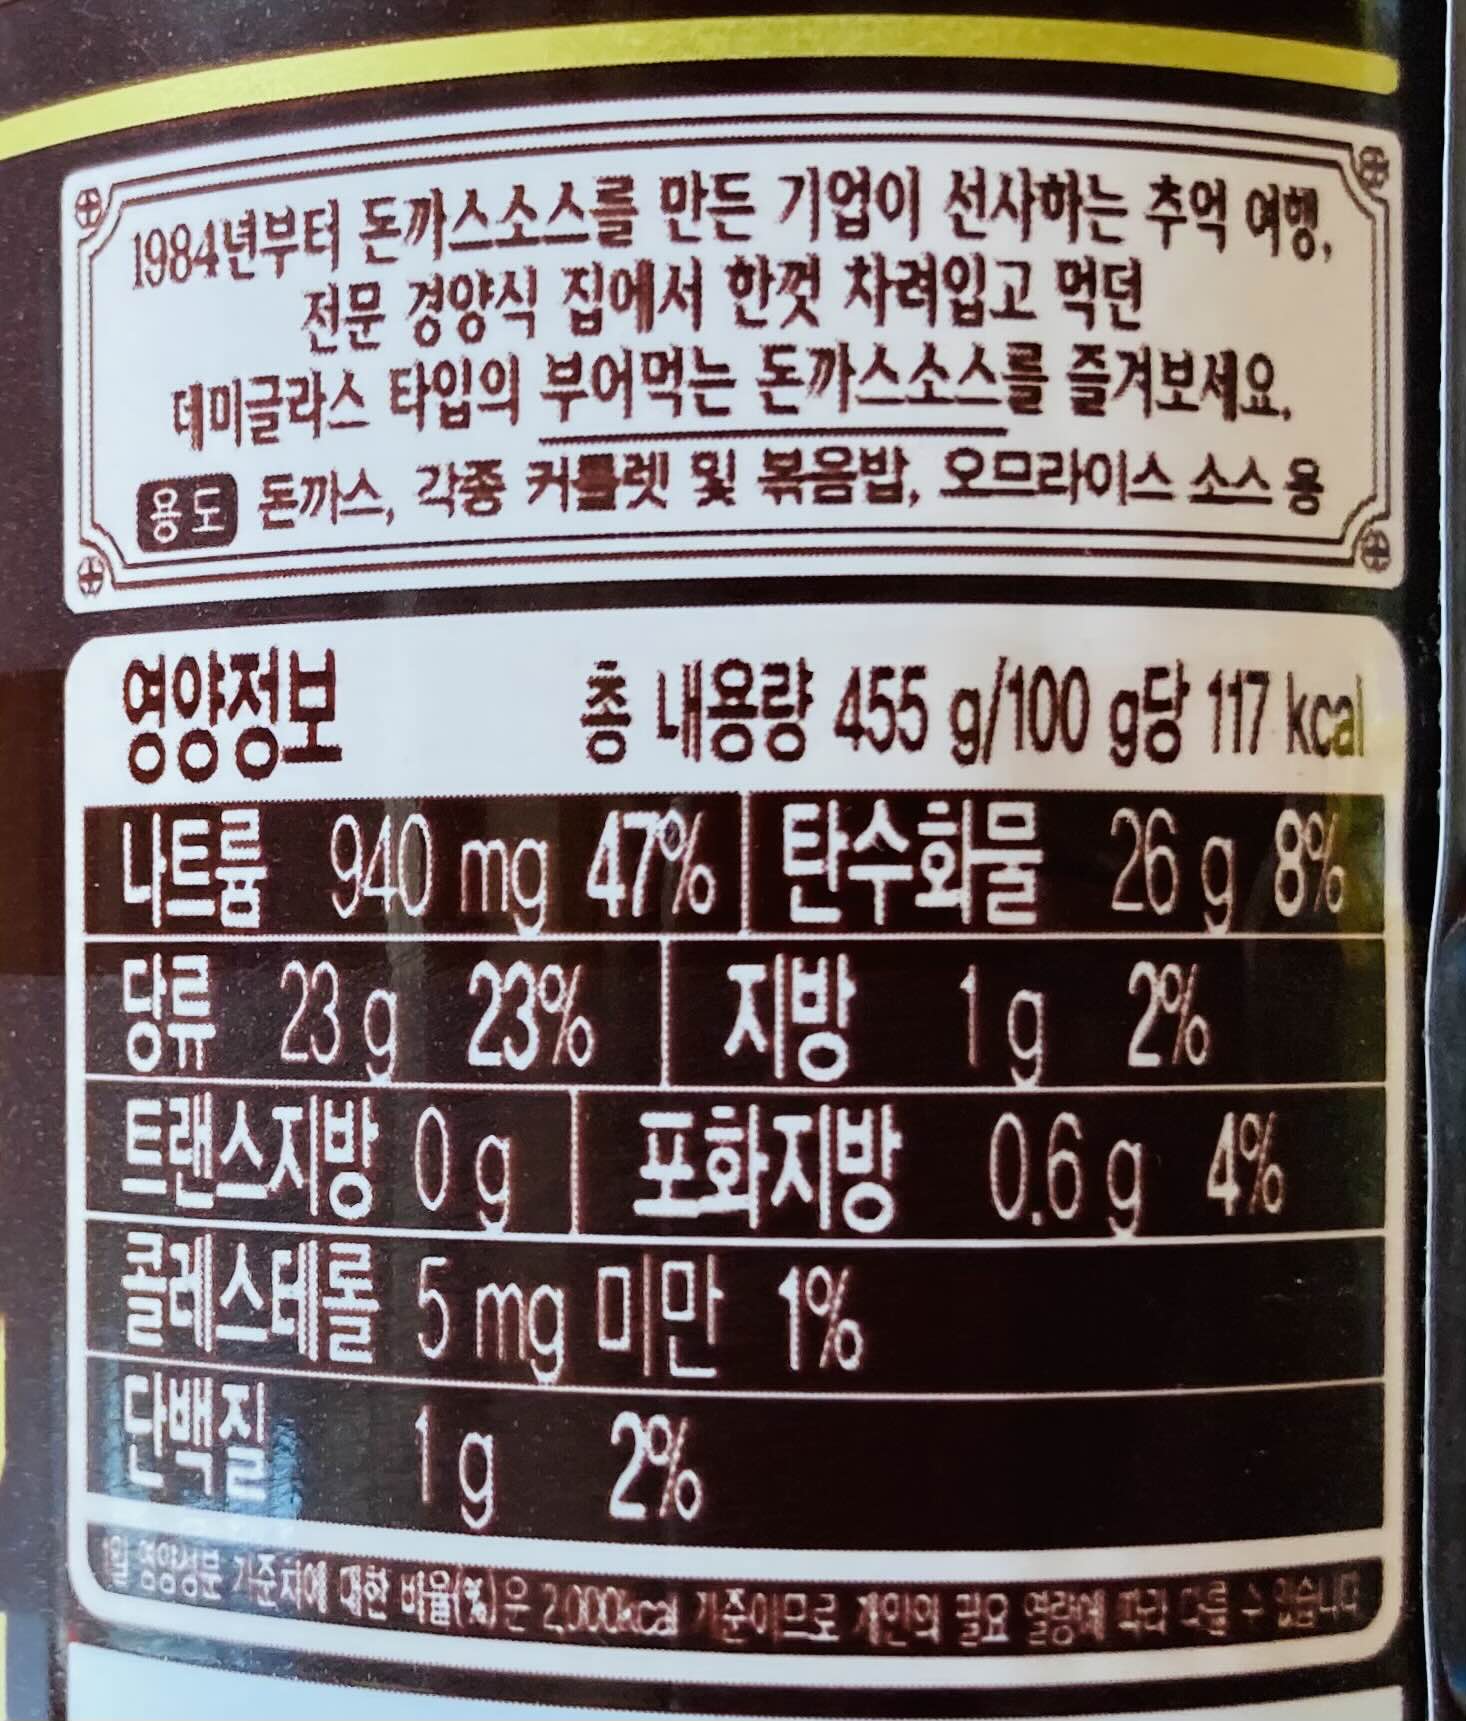 1984년부터 돈까스소스를 만든 기업이 선사하는 추억 여행,
전문 경양식 집에서 한껏 차려입고 먹던
데미글라스 타입의 부어먹는 돈까스소스를 즐겨보세요.
용도 돈까스, 각종 커틀렛 및 볶음밥, 오므라이스 소스 용
영양정보 총 내용량 455 g/100 g당 117 kcal
나트륨 940 mg 47% 탄수화물 26 g 8%
당류 23 g 23% 지방 1 g 2%
트랜스지방 0 g 포화지방 0.6 g 4%
콜레스테롤 5 mg 미만 1%
단백질 1 g 2%
1일 영양성분 기준치에 대한 비율(%)은 2,000kcal 기준이므로 개인의 필요 열량에 따라 다를 수 있습니다